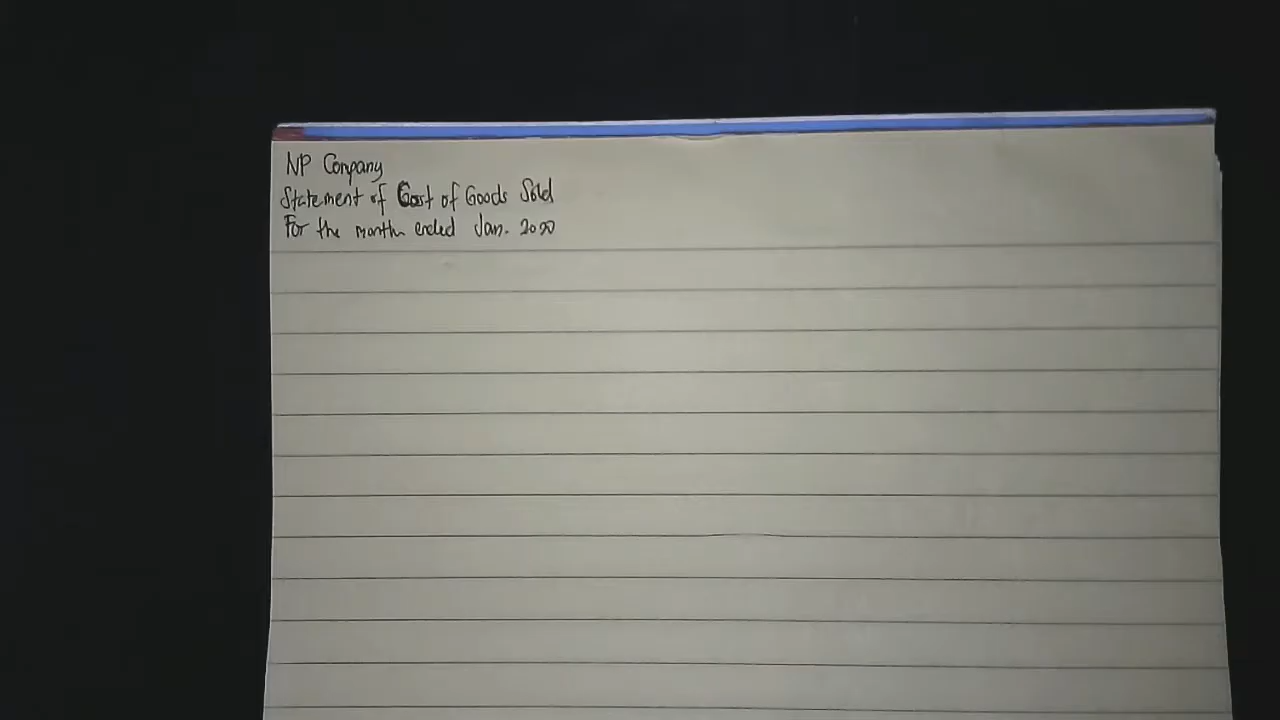 NP Company
Statement of Cost of Goods Sold
For the month ended Jan. 2020